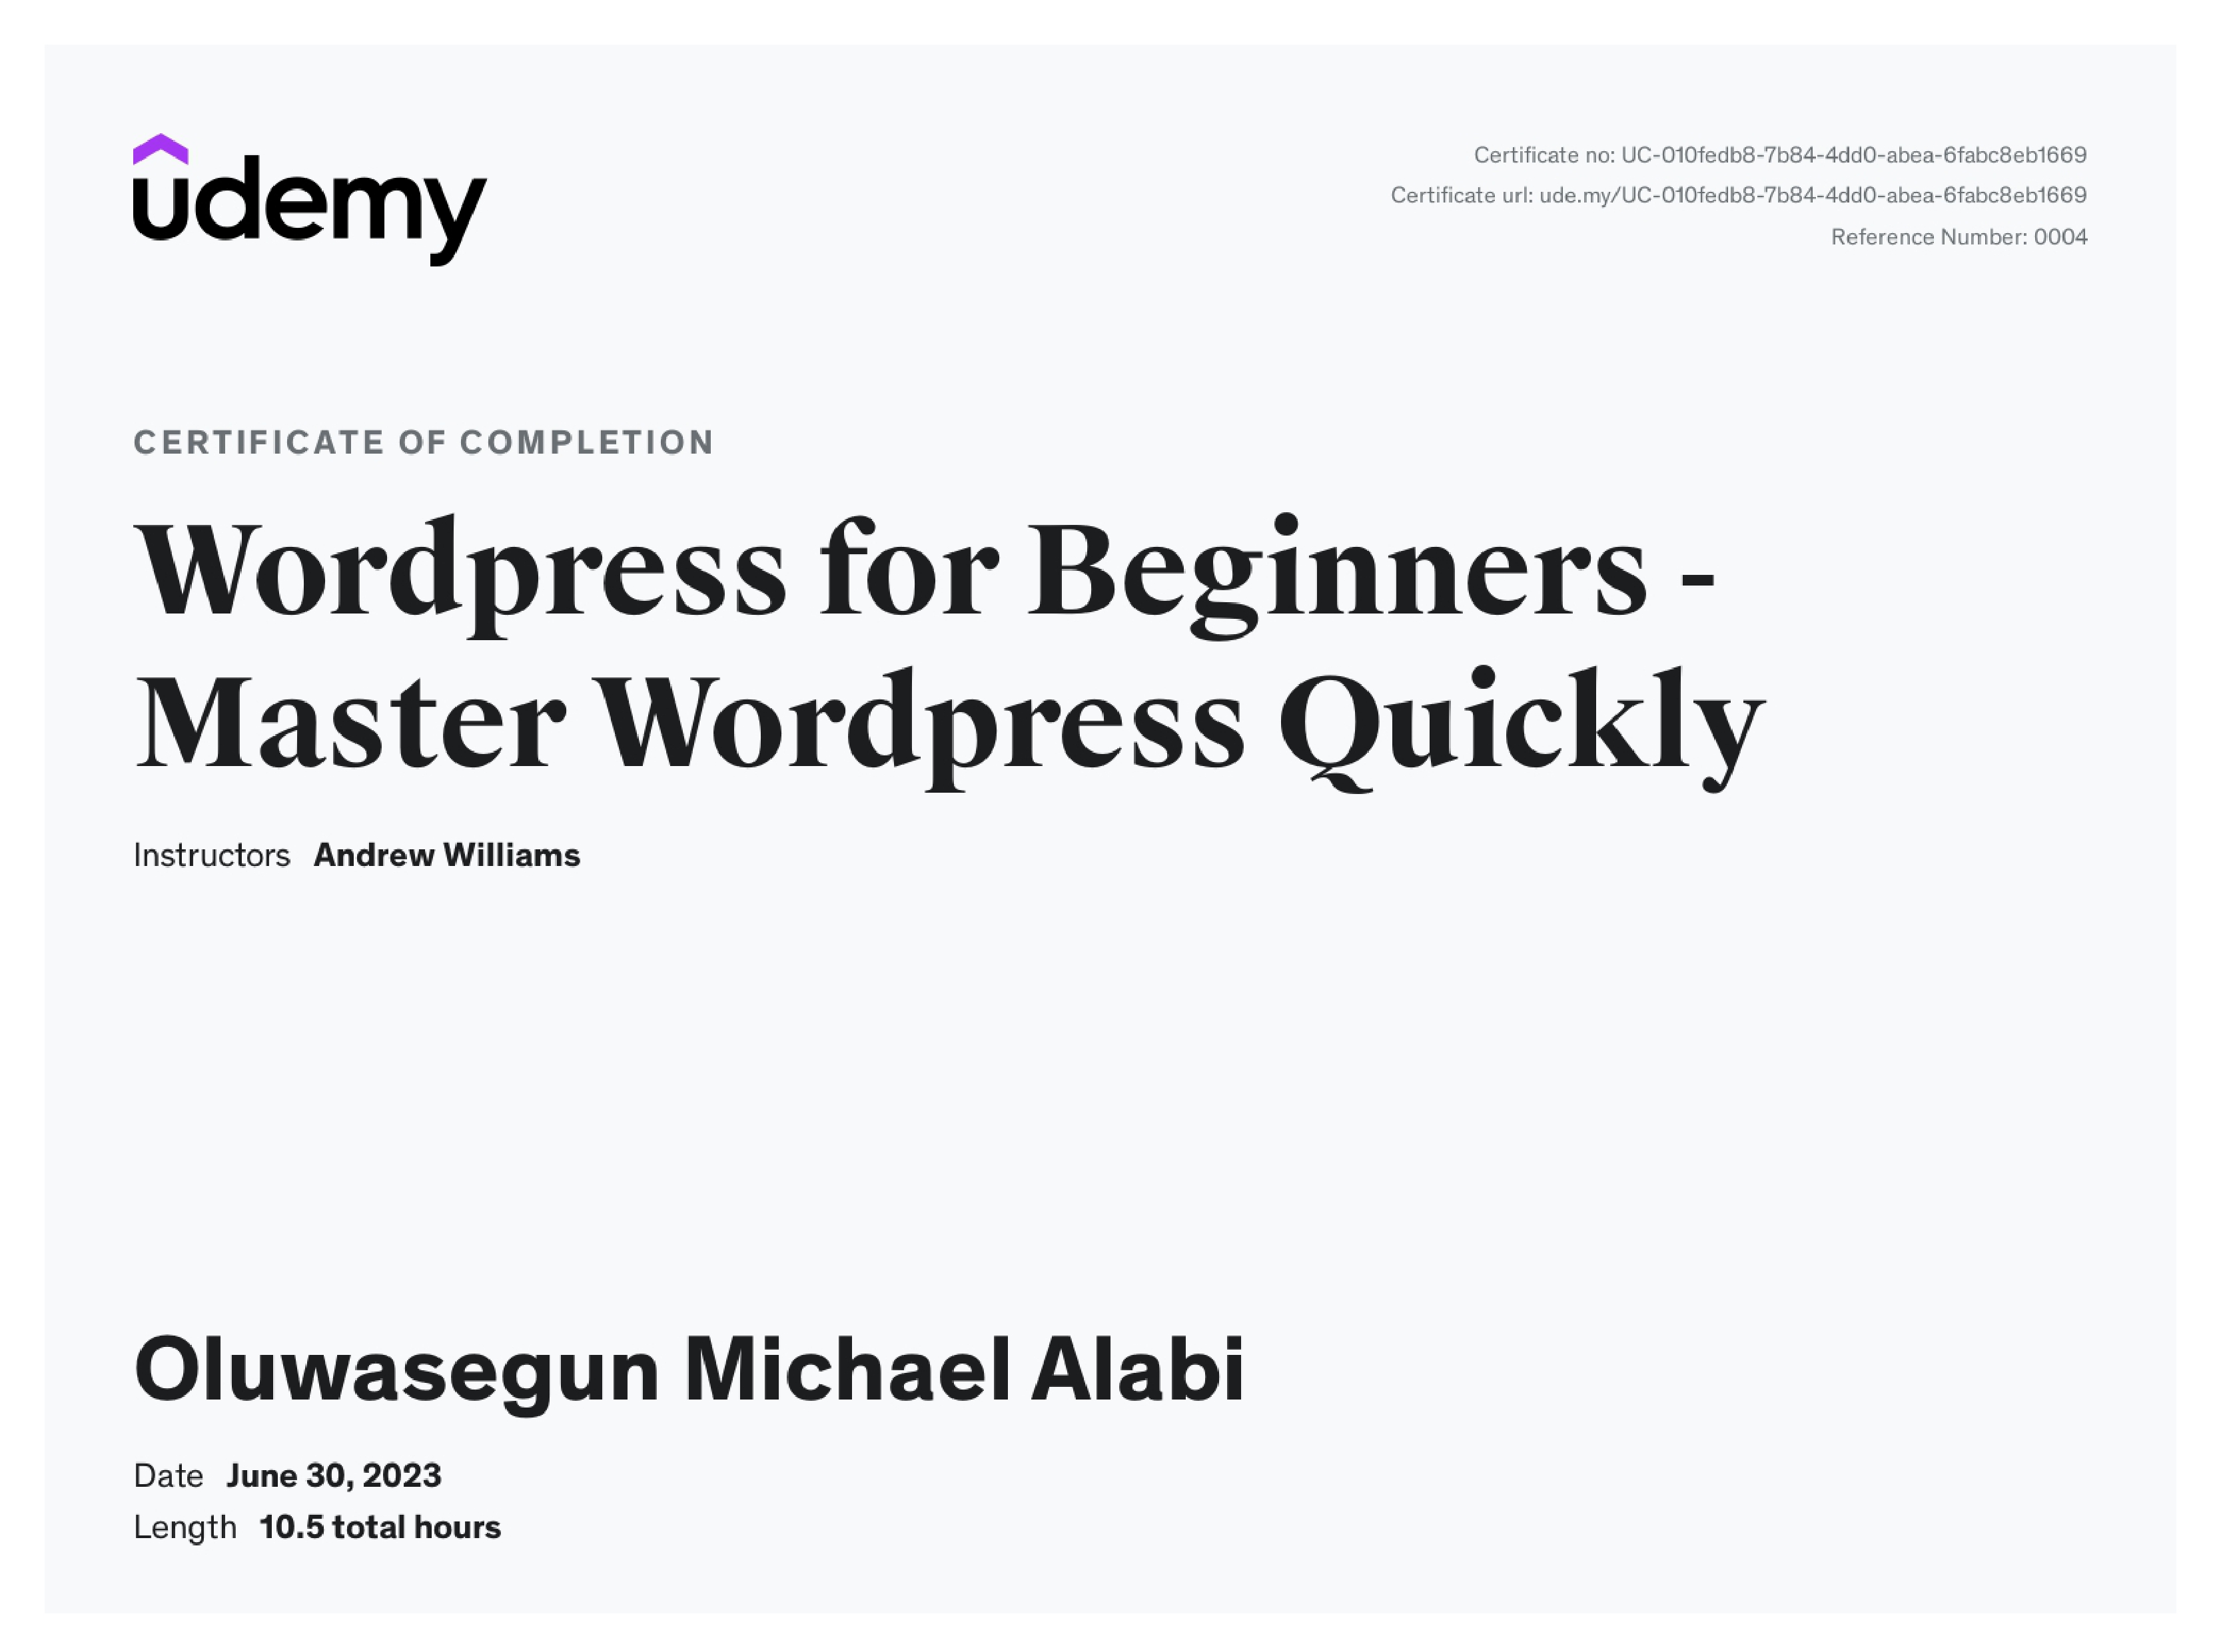 udemy
Certificate no: UC-010fedb8-7b84-4dd0-abea-6fabc8eb1669
Certificate url: ude.my/UC-010fedb8-7b84-4dd0-abea-6fabc8eb1669
Reference Number: 0004
CERTIFICATE OF COMPLETION
Wordpress for Beginners -
Master Wordpress Quickly
Instructors Andrew Williams
Oluwasegun Michael Alabi
Date June 30, 2023
Length 10.5 total hours